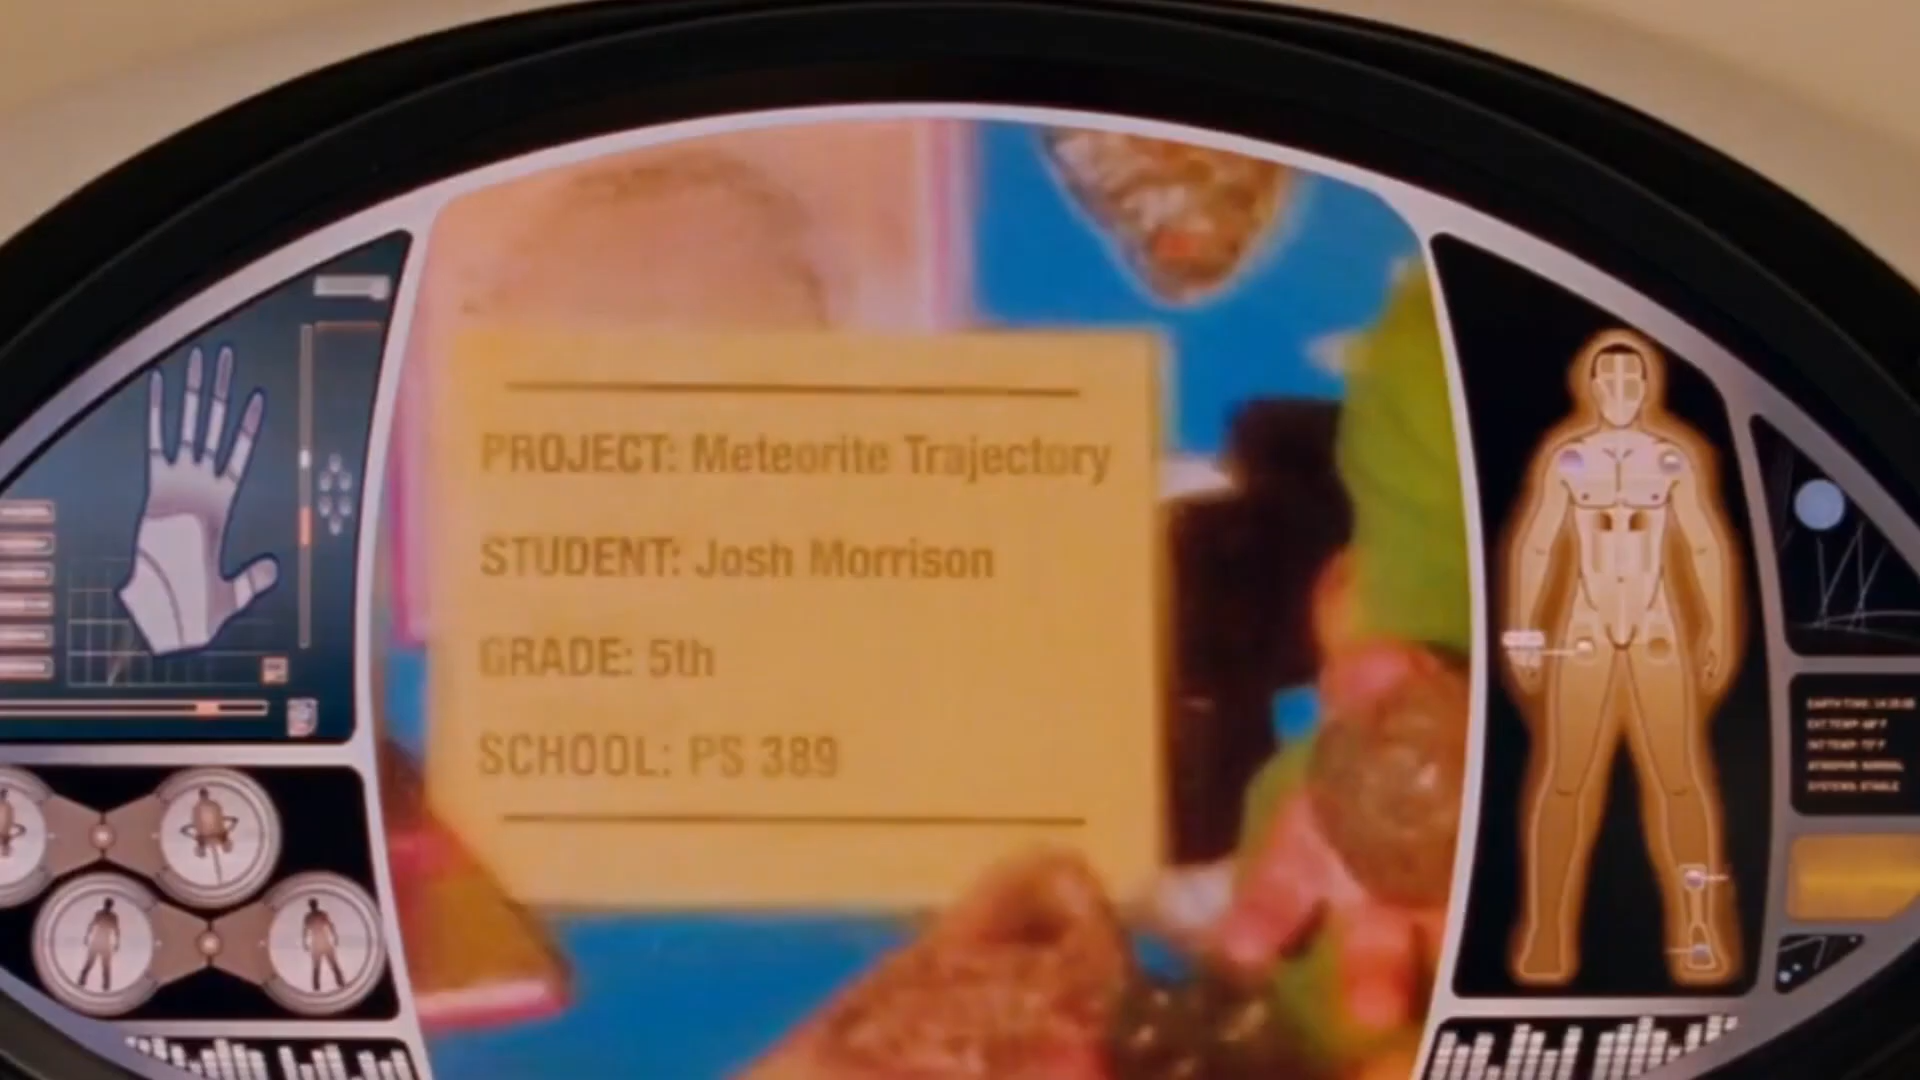 PROJECT: Meteorite Trajectory
STUDENT: Josh Morrison
GRADE: 5th
SCHOOL: PS 389